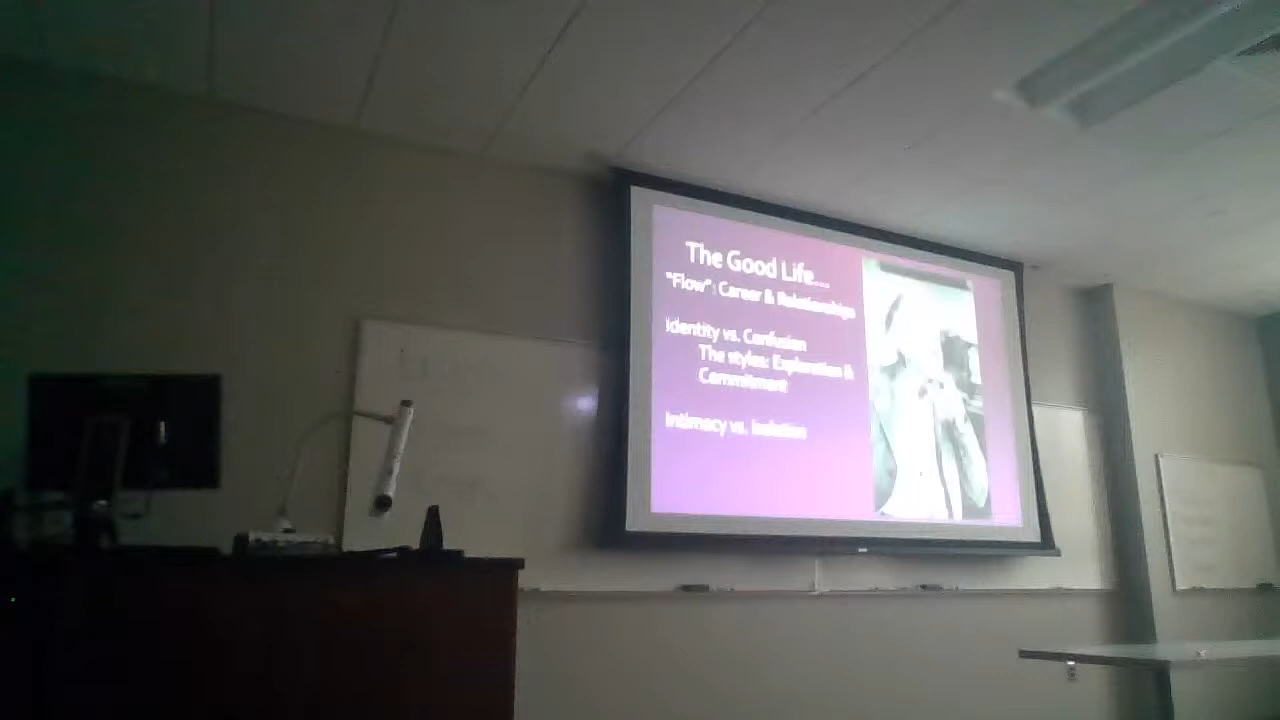 The Good Life...
"Flow": Career & Relationships
Identity vs. Confusion
The styles: Exploration &
Commitment
Intimacy vs. Isolation